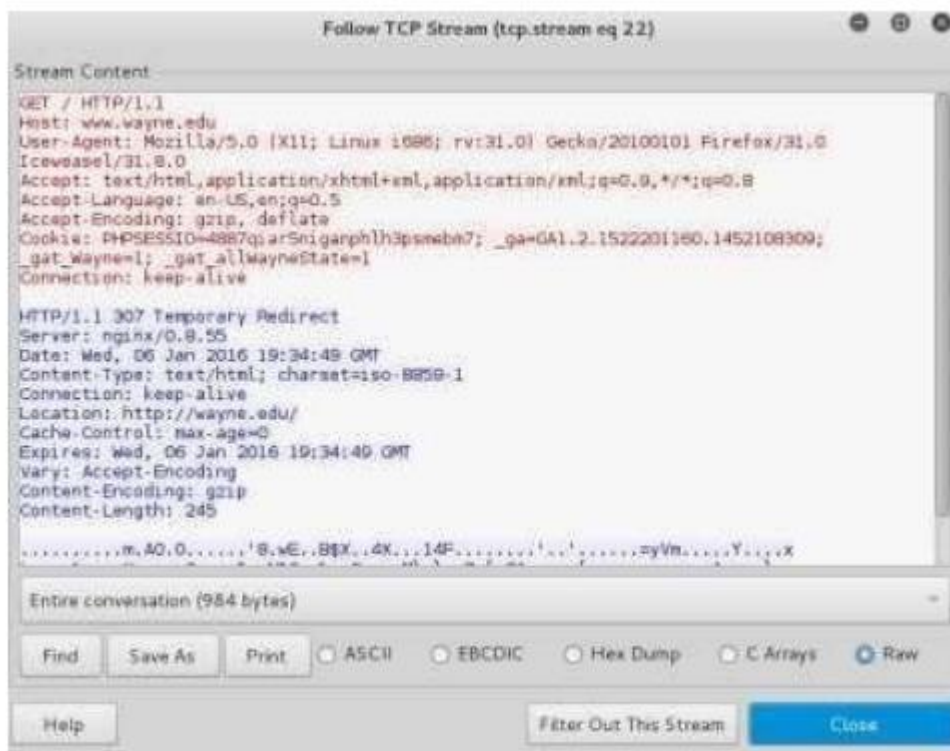 Follow TCP Stream (tcp.stream eq 22)
Stream Content
GET / HTTP/1.1
Host: www.wayne.edu
User-Agent: Mozilla/5.0 (X11; Linux i686; rv:31.0) Gecko/20100101 Firefox/31.0
Iceweasel/31.8.0
Accept: text/html,application/xhtml+xml,application/xml;q=0.9,*/*;q=0.8
Accept-Language: en-US,en;q=0.5
Accept-Encoding: gzip, deflate
Cookie: _ga=GA1.2.1522201160.1452108309;
_gat_Wayne=1; _gat_allWayneState=1
Connection: keep-alive
HTTP/1.1 307 Temporary Redirect
Server: nginx/0.8.55
Date: Wed, 06 Jan 2016 19:34:49 GMT
Content-Type: text/html; charset=iso-8859-1
Connection: keep-alive
Location: http://wayne.edu/
Cache-Control: max-age=0
Expires: Wed, 06 Jan 2016 19:34:49 GMT
Vary: Accept-Encoding
Content-Encoding: gzip
Content-Length: 245
Entire conversation (984 bytes)
Find Save As Print ASCII EBCDIC Hex Dump C Arrays Raw
Help Filter Out This Stream Close